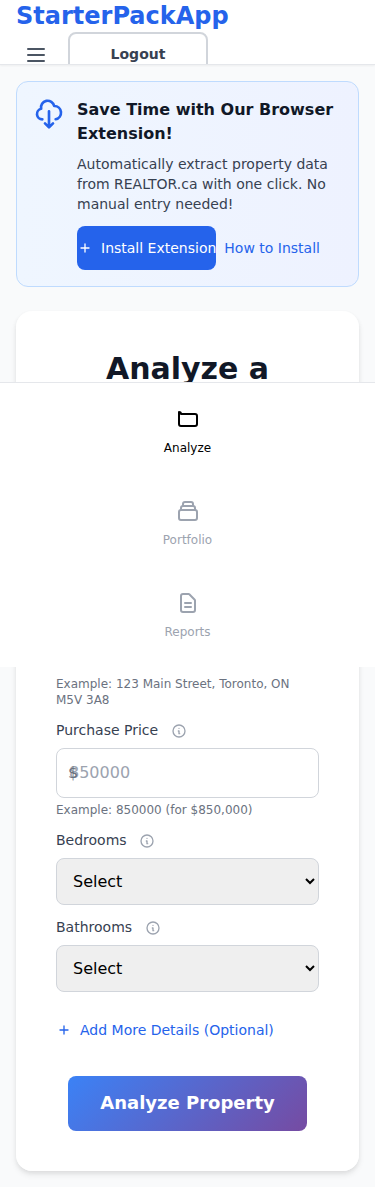 StarterPackApp
Logout
Save Time with Our Browser
Extension!
Automatically extract property data
from REALTOR.ca with one click. No
manual entry needed!
+ Install Extension
How to Install
Analyze a
Analyze
Portfolio
Reports
Example: 123 Main Street, Toronto, ON
M5V 3A8
Purchase Price
$850000
Example: 850000 (for $850,000)
Bedrooms
Select
Bathrooms
Select
+ Add More Details (Optional)
Analyze Property